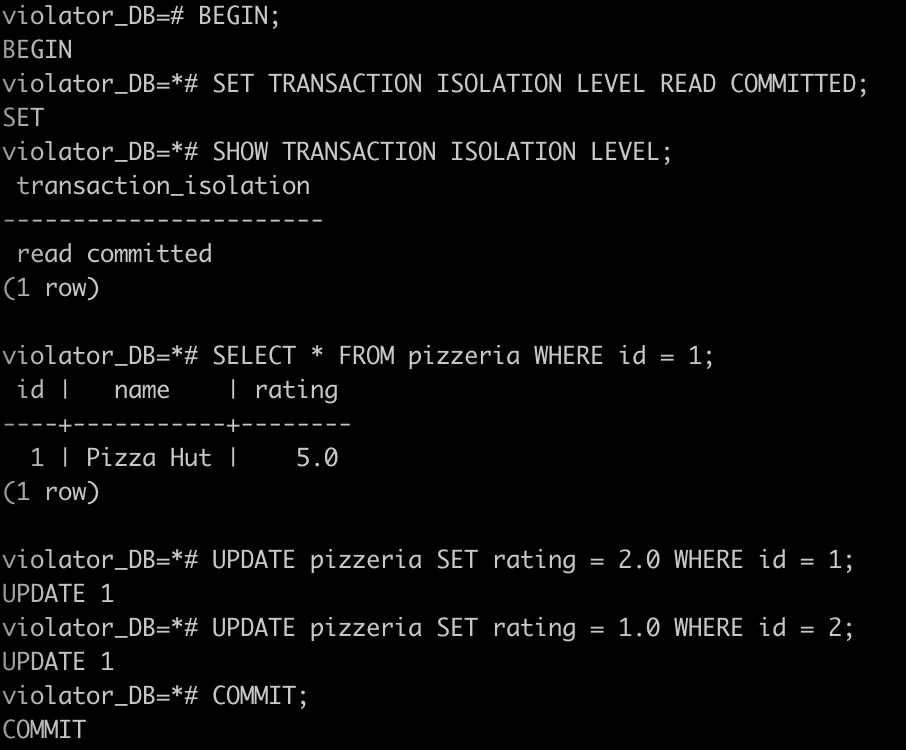 violator_DB=# BEGIN;
BEGIN
violator_DB=*# SET TRANSACTION ISOLATION LEVEL READ COMMITTED;
SET
violator_DB=*# SHOW TRANSACTION ISOLATION LEVEL;
 transaction_isolation
-----------------------
 read committed
(1 row)

violator_DB=*# SELECT * FROM pizzeria WHERE id = 1;
 id |   name    | rating
----+-----------+--------
  1 | Pizza Hut |    5.0
(1 row)

violator_DB=*# UPDATE pizzeria SET rating = 2.0 WHERE id = 1;
UPDATE 1
violator_DB=*# UPDATE pizzeria SET rating = 1.0 WHERE id = 2;
UPDATE 1
violator_DB=*# COMMIT;
COMMIT